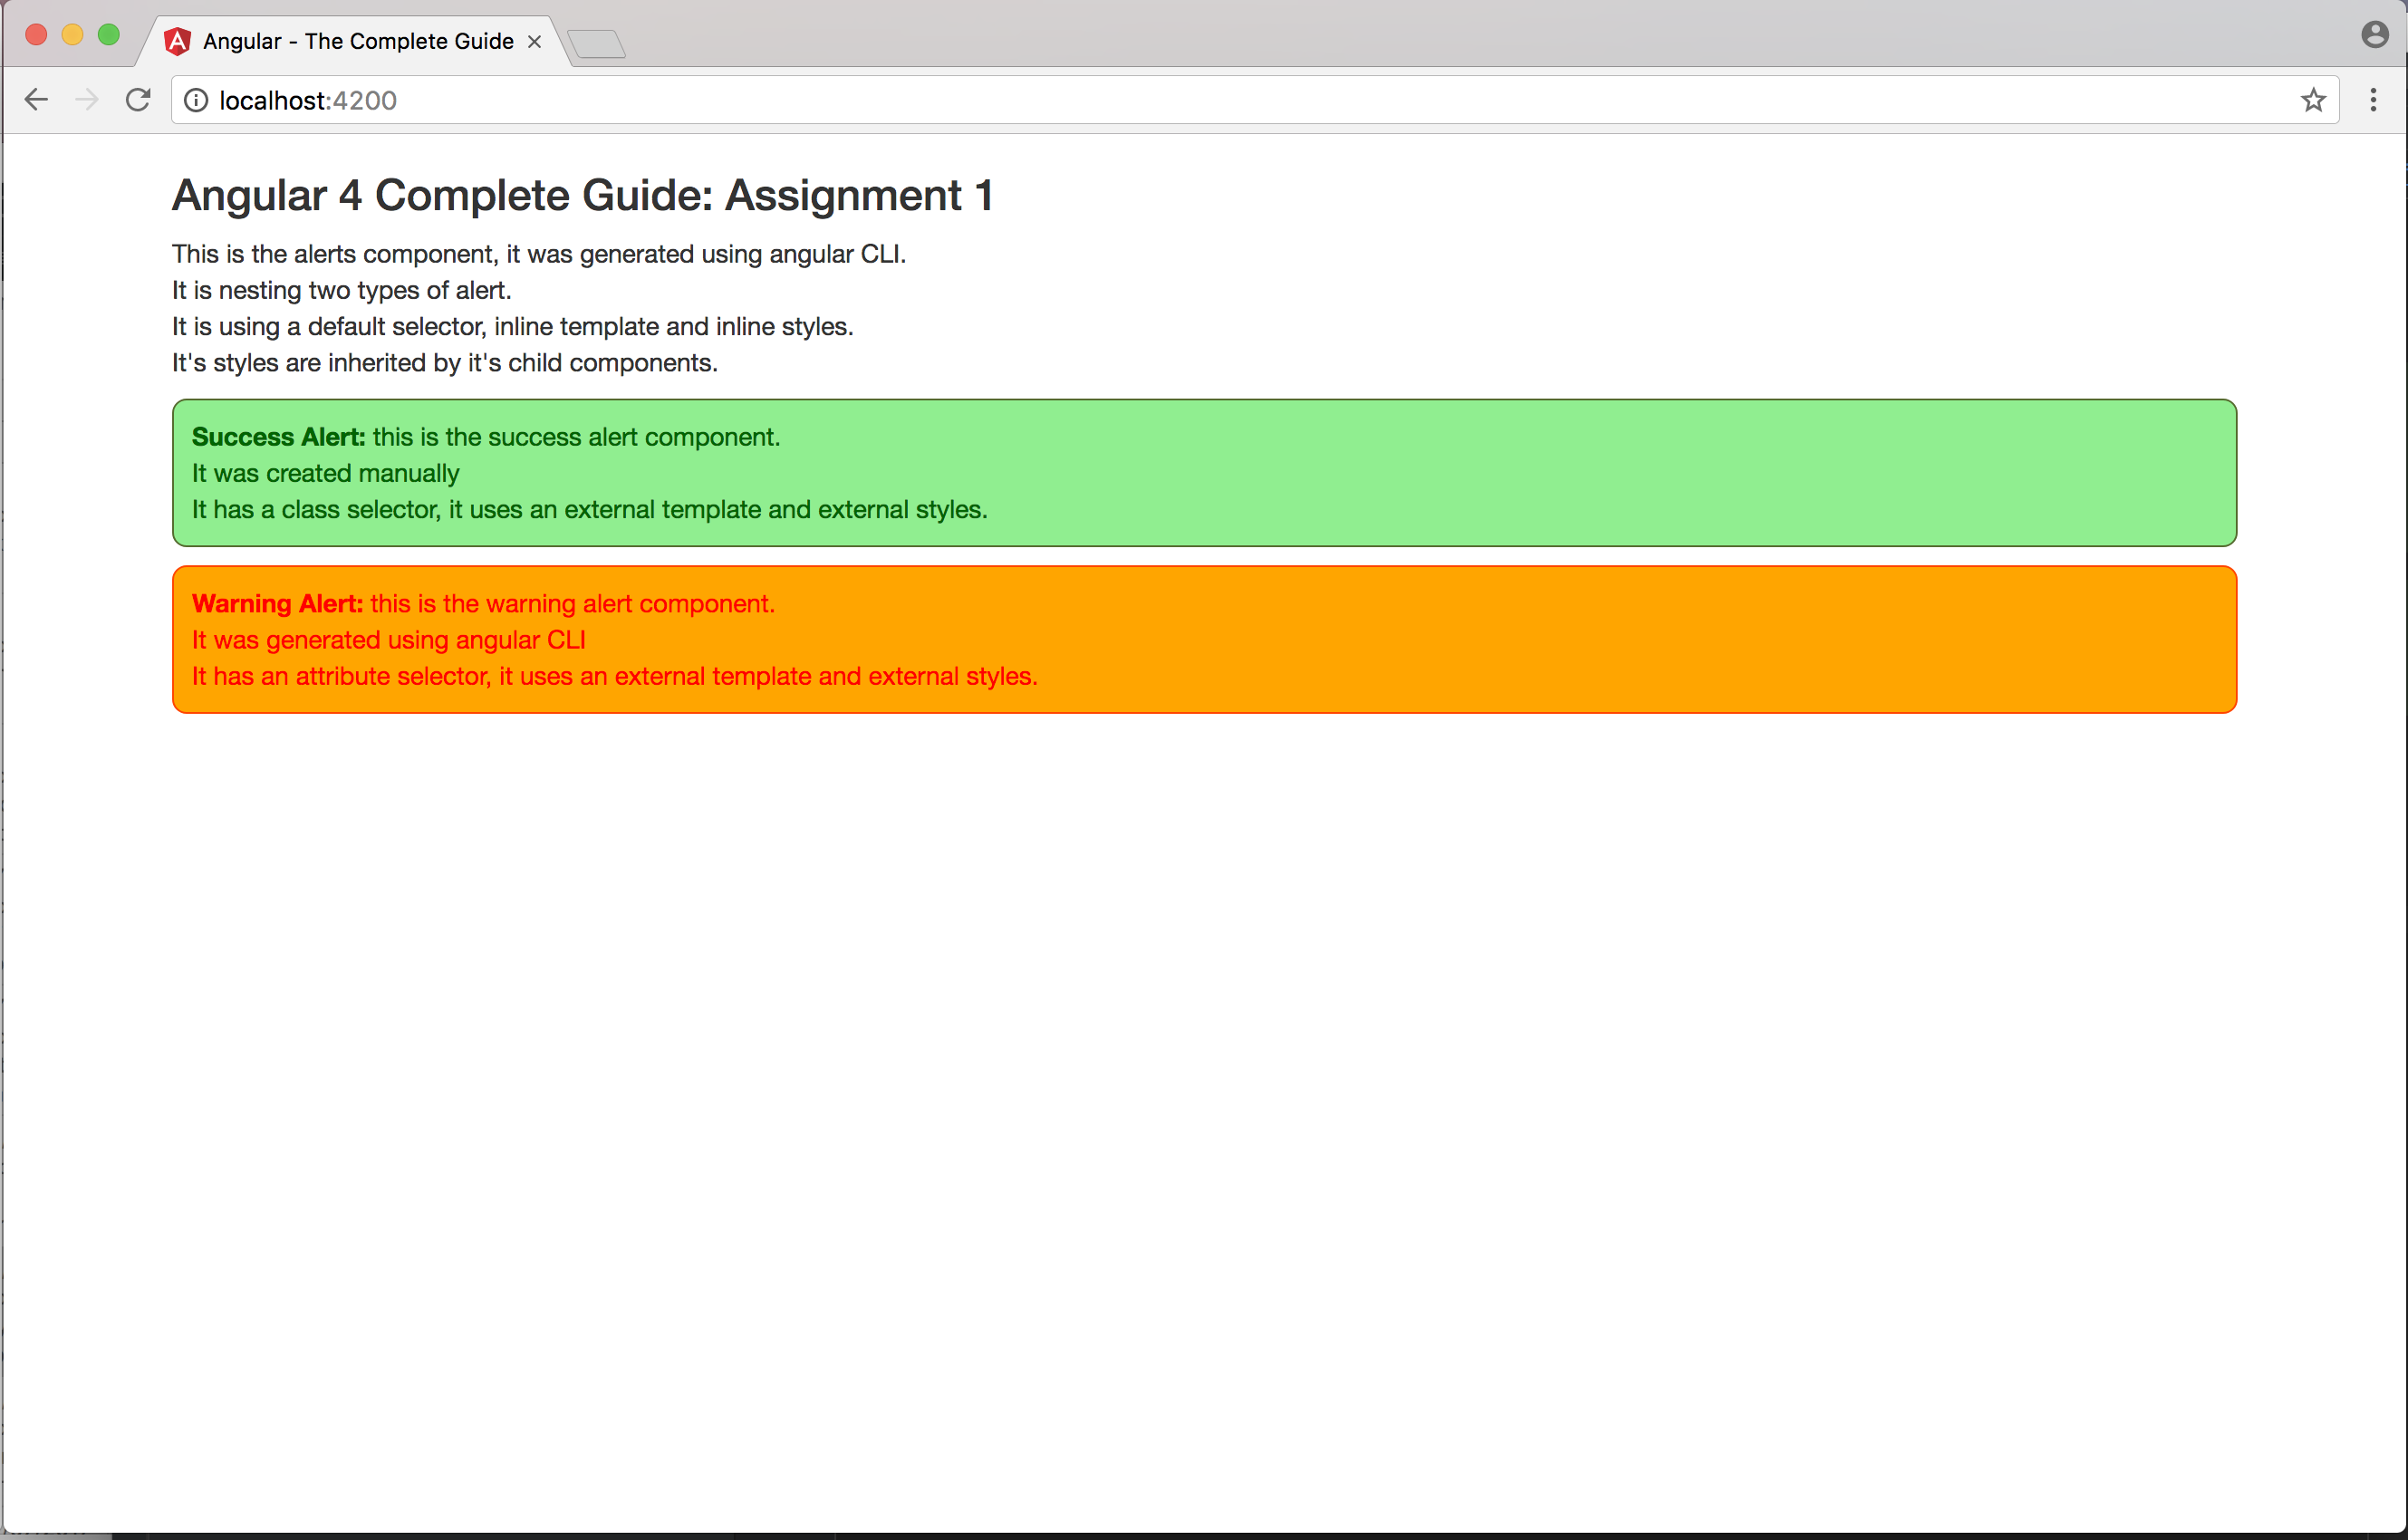 Angular - The Complete Guide
localhost:4200
Angular 4 Complete Guide: Assignment 1
This is the alerts component, it was generated using angular CLI.
It is nesting two types of alert.
It is using a default selector, inline template and inline styles.
It's styles are inherited by it's child components.
Success Alert: this is the success alert component.
It was created manually
It has a class selector, it uses an external template and external styles.
Warning Alert: this is the warning alert component.
It was generated using angular CLI
It has an attribute selector, it uses an external template and external styles.